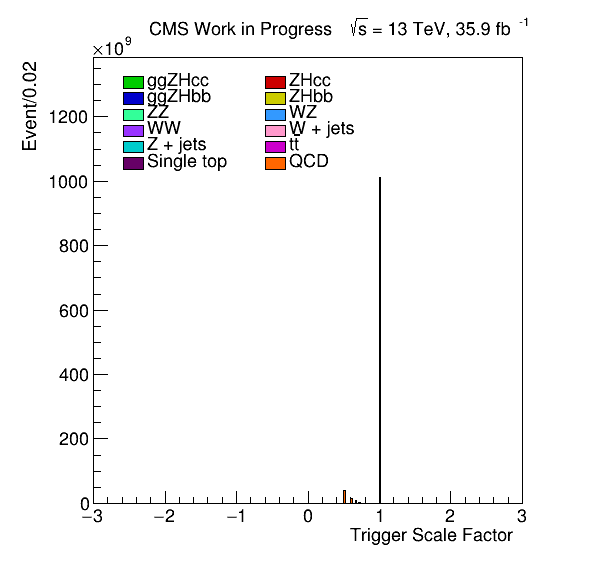 CMS Work in Progress √s = 13 TeV, 35.9 fb -1
×10⁹
Event/0.02
ggZHcc ZHcc
ggZHbb ZHbb
ZZ WZ
WW W + jets
Z + jets tt̄
Single top QCD
1200
1000
800
600
400
200
0
−3 −2 −1 0 1 2 3
Trigger Scale Factor